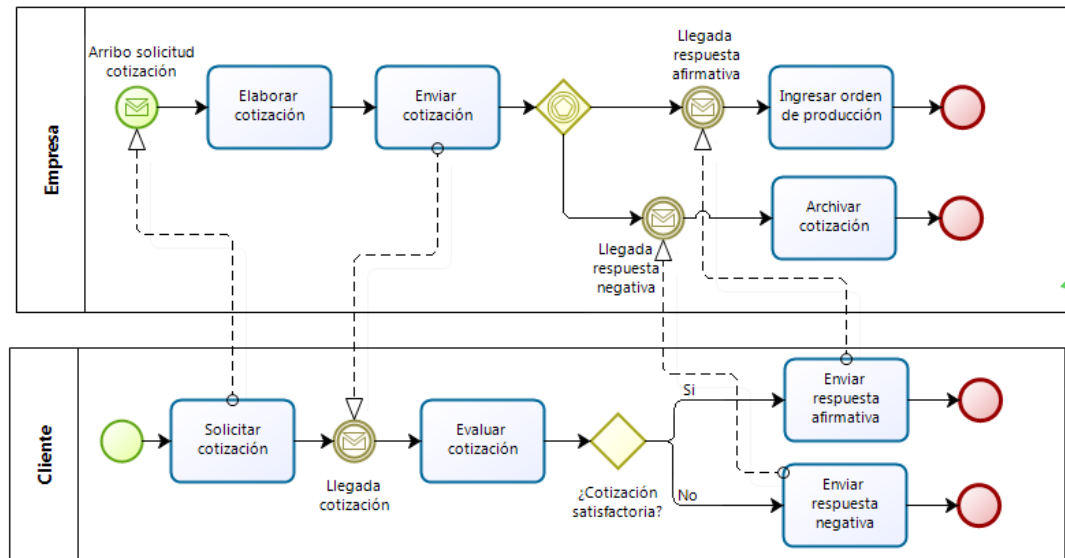 Empresa
Arribo solicitud
cotización
Elaborar
cotización
Enviar
cotización
Llegada
respuesta
afirmativa
Ingresar orden
de producción
Llegada
respuesta
negativa
Archivar
cotización
Cliente
Solicitar
cotización
Llegada
cotización
Evaluar
cotización
¿Cotización
satisfactoria?
Si
Enviar
respuesta
afirmativa
No
Enviar
respuesta
negativa